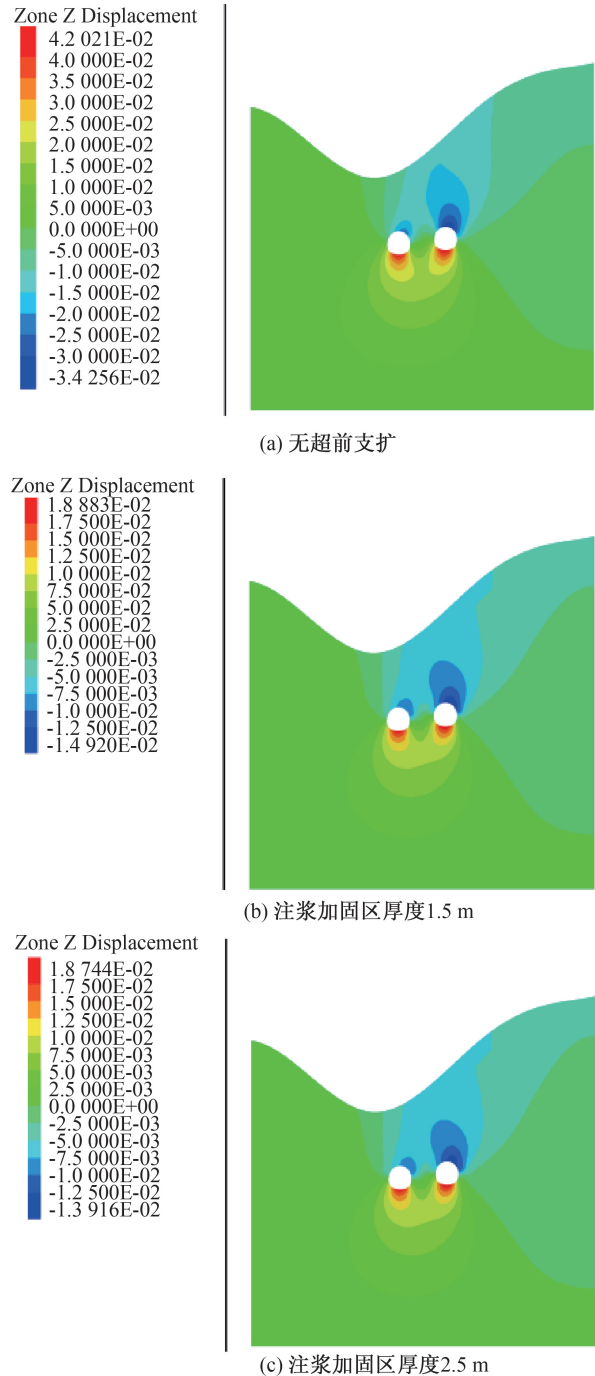 Zone Z Displacement
4.2 021E-02
4.0 000E-02
3.5 000E-02
3.0 000E-02
2.5 000E-02
2.0 000E-02
1.5 000E-02
1.0 000E-02
5.0 000E-03
0.0 000E+00
-5.0 000E-03
-1.0 000E-02
-1.5 000E-02
-2.0 000E-02
-2.5 000E-02
-3.0 000E-02
-3.4 256E-02
(a) 无超前支扩
Zone Z Displacement
1.8 883E-02
1.7 500E-02
1.5 000E-02
1.2 500E-02
1.0 000E-02
7.5 000E-02
5.0 000E-02
2.5 000E-02
0.0 000E+00
-2.5 000E-03
-5.0 000E-03
-7.5 000E-03
-1.0 000E-02
-1.2 500E-02
-1.4 920E-02
(b) 注浆加固区厚度1.5 m
Zone Z Displacement
1.8 744E-02
1.7 500E-02
1.5 000E-02
1.2 500E-02
1.0 000E-02
7.5 000E-03
5.0 000E-03
2.5 000E-03
0.0 000E+00
-2.5 000E-03
-5.0 000E-03
-7.5 000E-03
-1.0 000E-02
-1.2 500E-02
-1.3 916E-02
(c) 注浆加固区厚度2.5 m